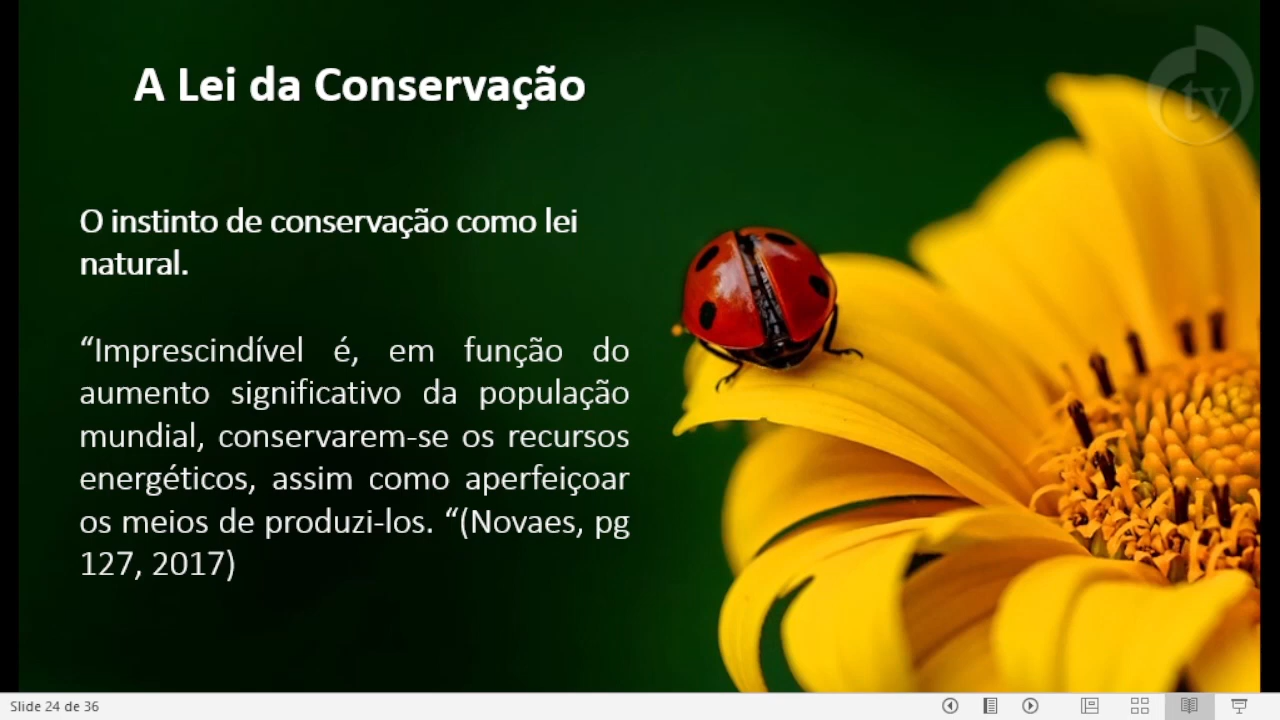 A Lei da Conservação
tv
O instinto de conservação como lei
natural.
“Imprescindível é, em função do
aumento significativo da população
mundial, conservarem-se os recursos
energéticos, assim como aperfeiçoar
os meios de produzi-los. “(Novaes, pg
127, 2017)
Slide 24 de 36